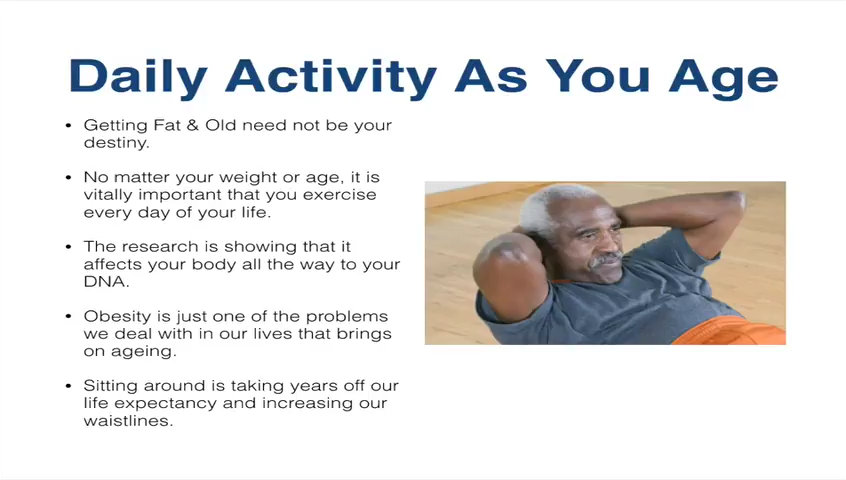 Daily Activity As You Age
• Getting Fat & Old need not be your
destiny.
• No matter your weight or age, it is
vitally important that you exercise
every day of your life.
• The research is showing that it
affects your body all the way to your
DNA.
• Obesity is just one of the problems
we deal with in our lives that brings
on ageing.
• Sitting around is taking years off our
life expectancy and increasing our
waistlines.